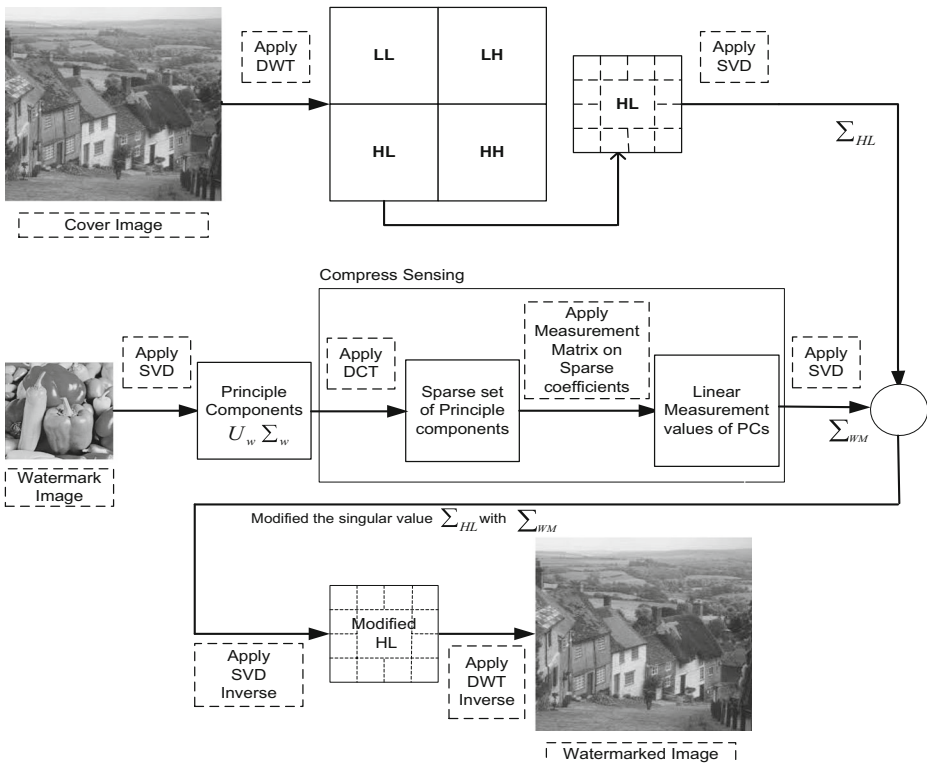 Apply
DWT
LL
LH
HL
HH
Cover Image
HL
Apply
SVD
∑HL
Compress Sensing
Apply
SVD
Watermark
Image
Principle
Components
Uw ∑w
Apply
DCT
Sparse set
of Principle
components
Apply
Measurement
Matrix on
Sparse
coefficients
Linear
Measurement
values of PCs
Apply
SVD
∑WM
Modified the singular value ∑HL with ∑WM
Apply
SVD
Inverse
Modified
HL
Apply
DWT
Inverse
Watermarked Image